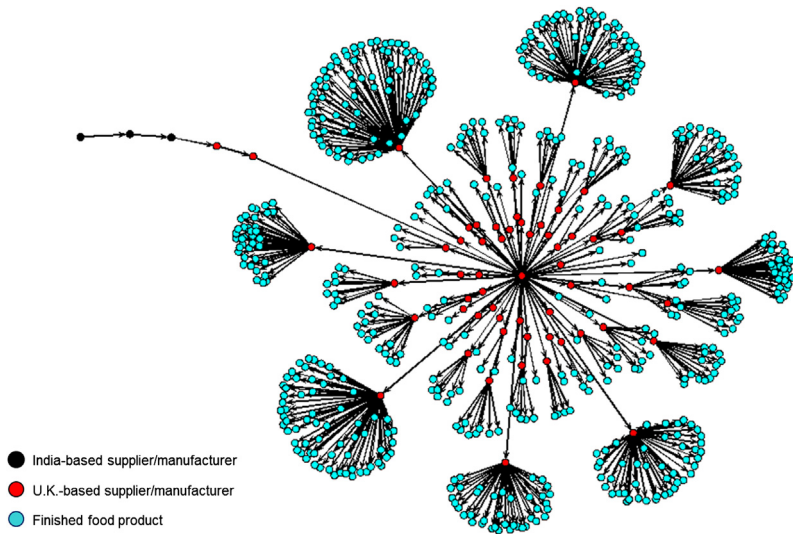 India-based supplier/manufacturer
U.K.-based supplier/manufacturer
Finished food product